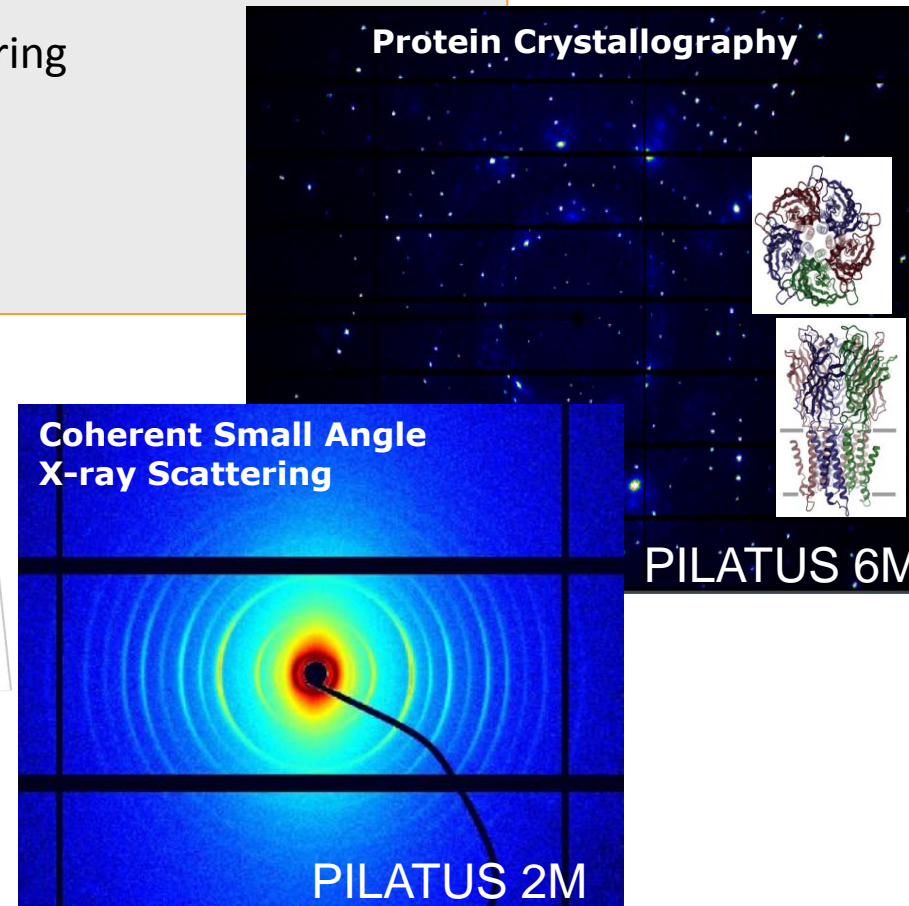 ring
Protein Crystallography
PILATUS 6M
Coherent Small Angle
X-ray Scattering
PILATUS 2M